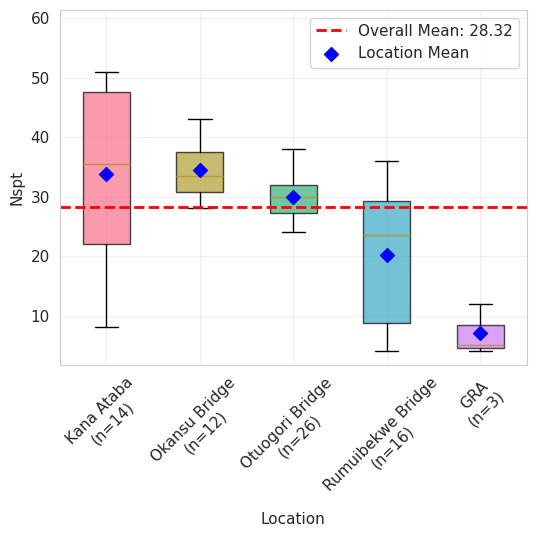 60
50
40
30
20
10
Nspt
Overall Mean: 28.32
Location Mean
Kana Ataba
(n=14)
Okansu Bridge
(n=12)
Otuogori Bridge
(n=26)
Rumuibekwe Bridge
(n=16)
GRA
(n=3)
Location